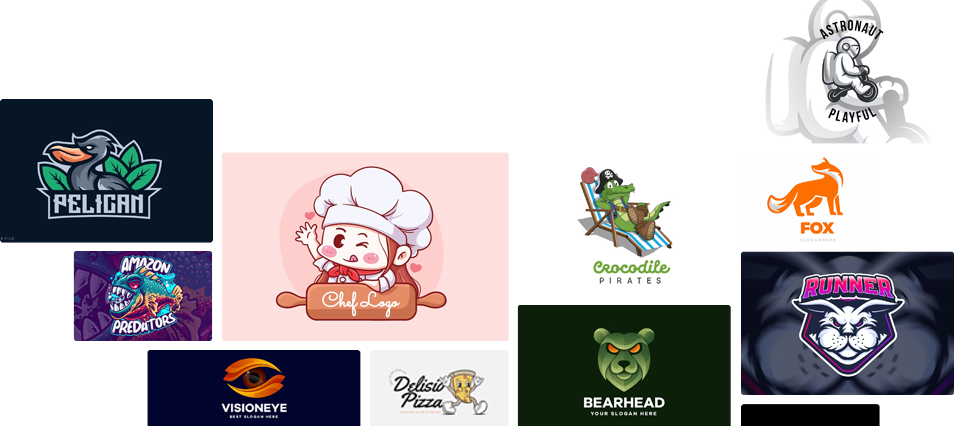 ASTRONAUT
PLAYFUL
PELICAN
Chef Logo
Crocodile
PIRATES
FOX
SLOGAN HERE
AMAZON
PREDATORS
RUNNER
VISIONEYE
BEST SLOGAN HERE
Delisio
Pizza
BEARHEAD
YOUR SLOGAN HERE